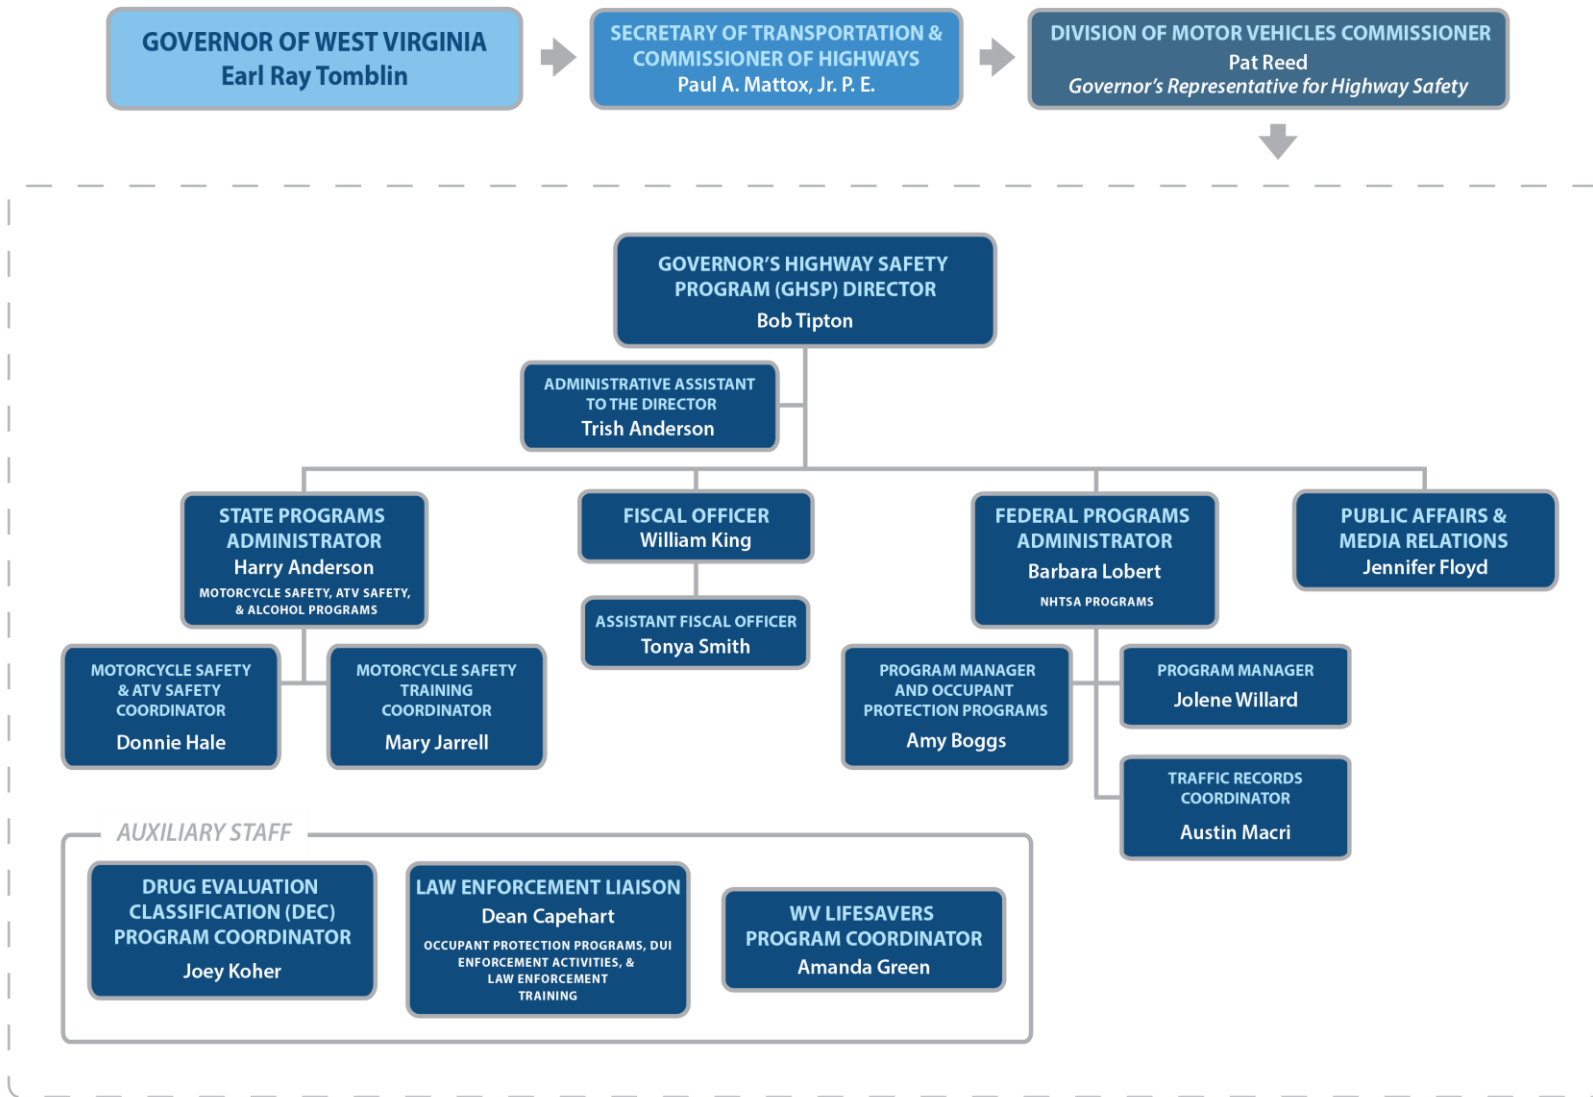 GOVERNOR OF WEST VIRGINIA
Earl Ray Tomblin
SECRETARY OF TRANSPORTATION &
COMMISSIONER OF HIGHWAYS
Paul A. Mattox, Jr. P. E.
DIVISION OF MOTOR VEHICLES COMMISSIONER
Pat Reed
Governor's Representative for Highway Safety
GOVERNOR'S HIGHWAY SAFETY
PROGRAM (GHSP) DIRECTOR
Bob Tipton
ADMINISTRATIVE ASSISTANT
TO THE DIRECTOR
Trish Anderson
STATE PROGRAMS
ADMINISTRATOR
Harry Anderson
MOTORCYCLE SAFETY, ATV SAFETY,
& ALCOHOL PROGRAMS
FISCAL OFFICER
William King
FEDERAL PROGRAMS
ADMINISTRATOR
Barbara Lobert
NHTSA PROGRAMS
PUBLIC AFFAIRS &
MEDIA RELATIONS
Jennifer Floyd
ASSISTANT FISCAL OFFICER
Tonya Smith
MOTORCYCLE SAFETY
& ATV SAFETY
COORDINATOR
Donnie Hale
MOTORCYCLE SAFETY
TRAINING
COORDINATOR
Mary Jarrell
PROGRAM MANAGER
AND OCCUPANT
PROTECTION PROGRAMS
Amy Boggs
PROGRAM MANAGER
Jolene Willard
TRAFFIC RECORDS
COORDINATOR
Austin Macri
AUXILIARY STAFF
DRUG EVALUATION
CLASSIFICATION (DEC)
PROGRAM COORDINATOR
Joey Koher
LAW ENFORCEMENT LIAISON
Dean Capehart
OCCUPANT PROTECTION PROGRAMS, DUI
ENFORCEMENT ACTIVITIES, &
LAW ENFORCEMENT
TRAINING
WV LIFESAVERS
PROGRAM COORDINATOR
Amanda Green